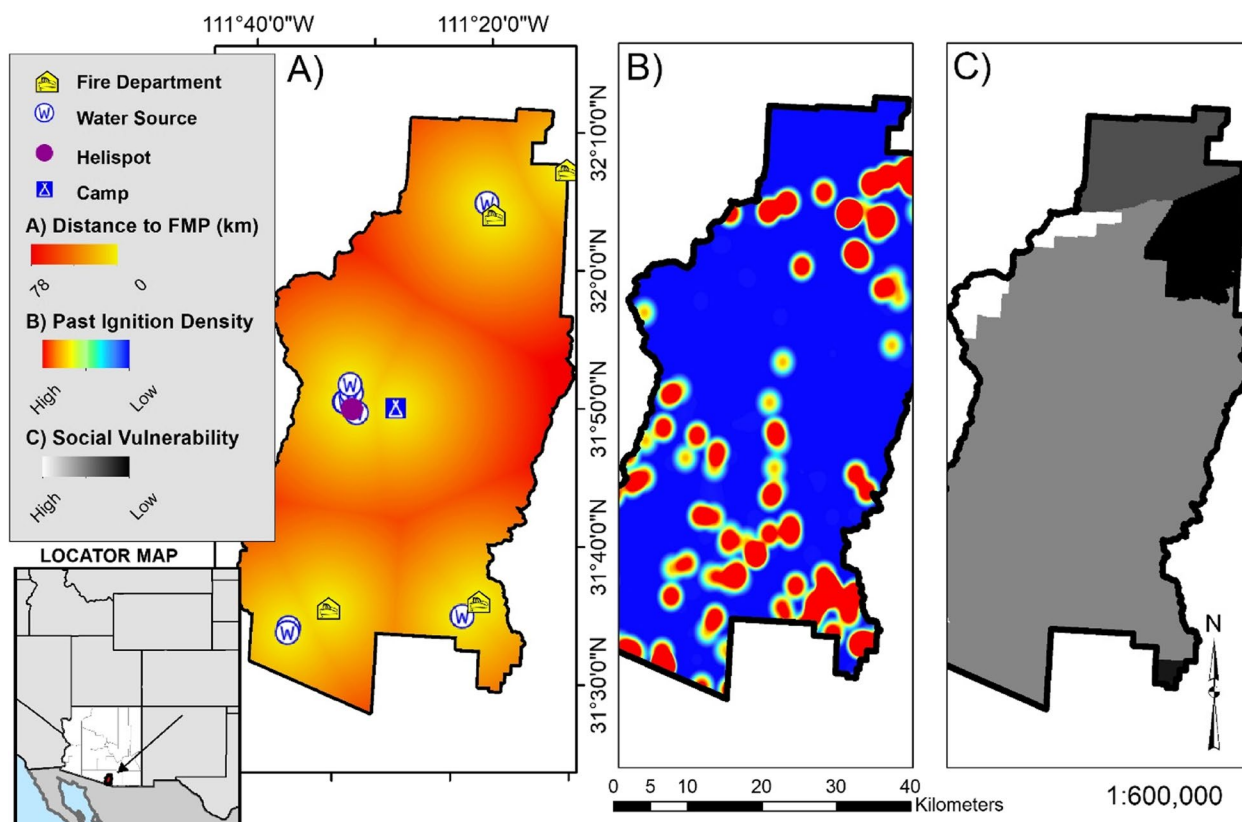 111°40'0"W
111°20'0"W
Fire Department
W
Water Source
Helispot
Camp
A) Distance to FMP (km)
78
0
B) Past Ignition Density
High
Low
C) Social Vulnerability
High
Low
LOCATOR MAP
A)
W
W
W
W
32°10'0"N
32°0'0"N
31°50'0"N
31°40'0"N
31°30'0"N
B)
C)
N
0 5 10 20 30 40
Kilometers
1:600,000